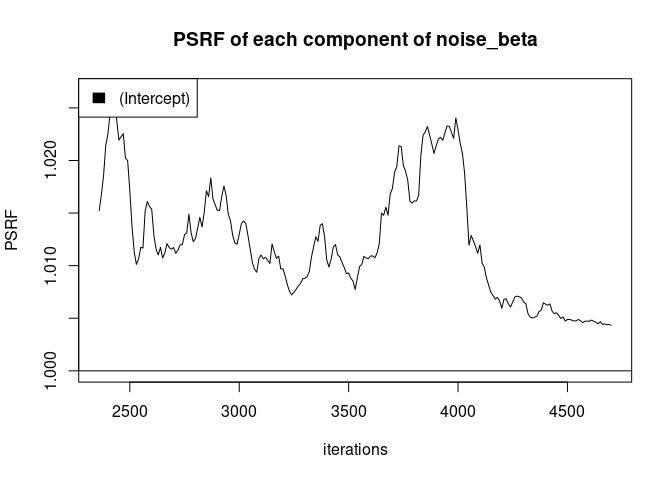 PSRF of each component of noise_beta
(Intercept)
1.020
1.010
1.000
PSRF
2500 3000 3500 4000 4500
iterations